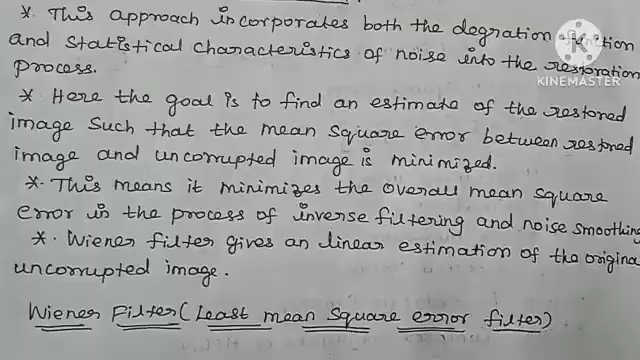 *. This approach incorporates both the degration
and Statistical characteristics of noise into the restoration
process.
KINEMASTER
* Here the goal is to find an estimate of the restored
image Such that the mean square error between restored
image and uncorrupted image is minimized.
*. This means it minimizes the overall mean square
error in the process of inverse filtering and noise smoothing
*. Wiener filter gives an linear estimation of the origina
uncorrupted image.
Wiener Filter (Least mean Square error filter)